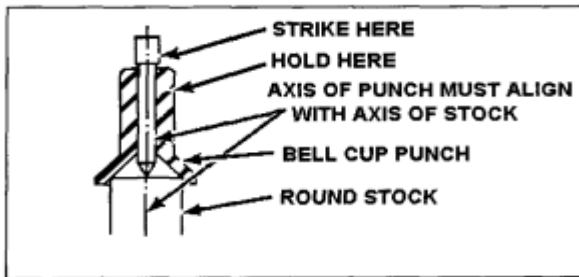 STRIKE HERE
HOLD HERE
AXIS OF PUNCH MUST ALIGN
WITH AXIS OF STOCK
BELL CUP PUNCH
ROUND STOCK